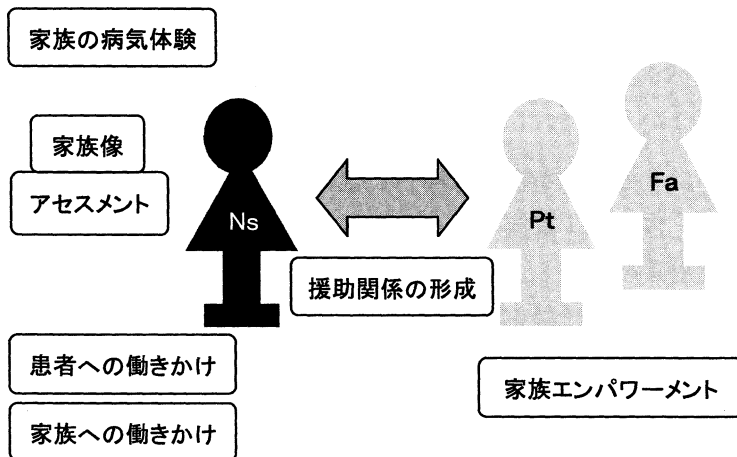 家族の病気体験
家族像
アセスメント
Ns
Pt
Fa
援助関係の形成
患者への働きかけ
家族への働きかけ
家族エンパワーメント